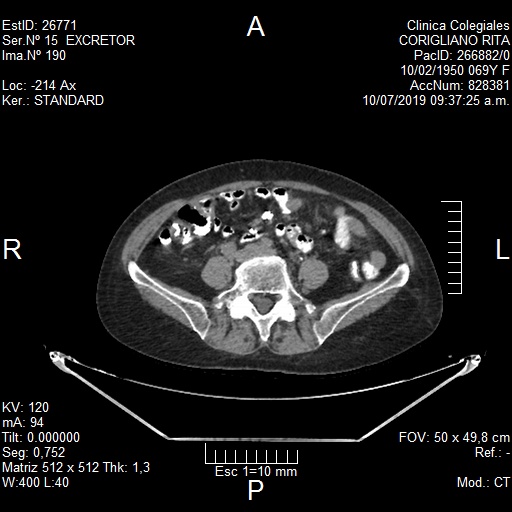 EstID: 26771
Ser.Nº 15 EXCRETOR
Ima.Nº 190
Loc: -214 Ax
Ker.: STANDARD
A
Clinica Colegiales
CORIGLIANO RITA
PacID: 266882/0
10/02/1950 069Y F
AccNum: 828381
10/07/2019 09:37:25 a.m.
R
L
KV: 120
mA: 94
Tilt: 0.000000
Seg: 0,752
Matriz 512 x 512 Thk: 1,3
W:400 L:40
Esc 1=10 mm
P
FOV: 50 x 49,8 cm
Ref.: -
Mod.: CT